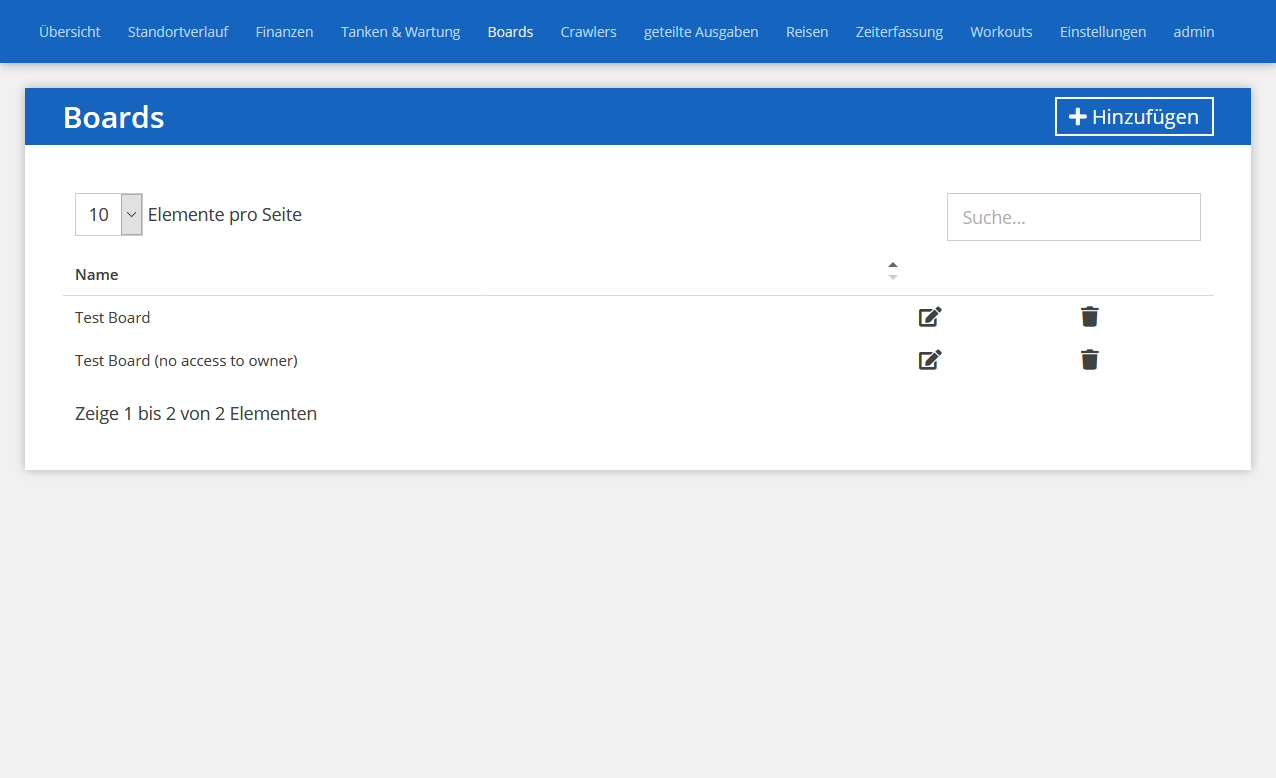 Übersicht Standortverlauf Finanzen Tanken & Wartung Boards Crawlers geteilte Ausgaben Reisen Zeiterfassung Workouts Einstellungen admin
Boards Hinzufügen
10 Elemente pro Seite Suche...
Name
Test Board
Test Board (no access to owner)
Zeige 1 bis 2 von 2 Elementen